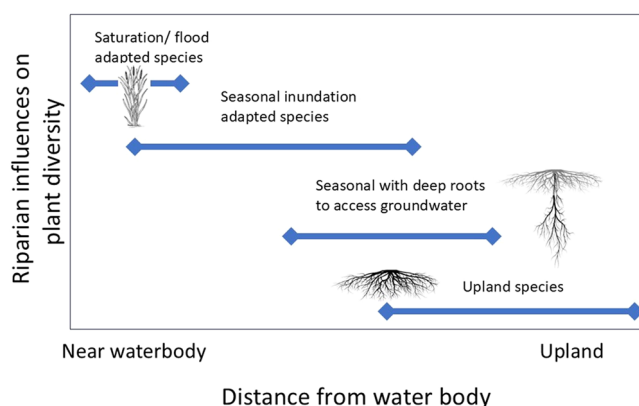 Saturation/ flood
adapted species
Seasonal inundation
adapted species
Seasonal with deep roots
to access groundwater
Upland species
Riparian influences on
plant diversity
Near waterbody
Upland
Distance from water body